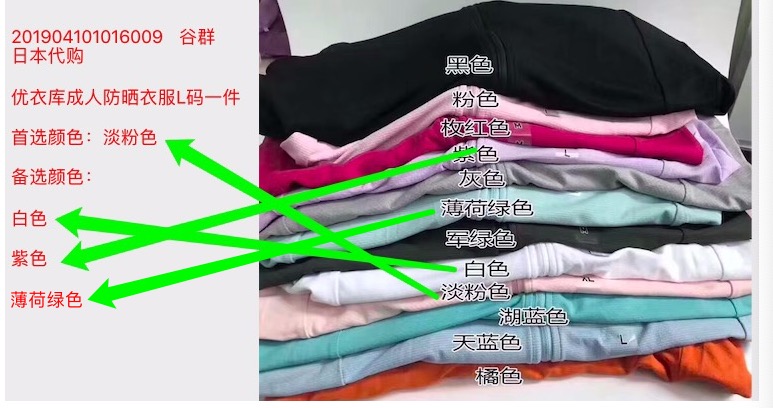 201904101016009 谷群
日本代购
优衣库成人防晒衣服L码一件
首选颜色：淡粉色
备选颜色：
白色
紫色
薄荷绿色
黑色
粉色
枚红色
紫色
L
灰色
薄荷绿色
军绿色
白色
XL
淡粉色
湖蓝色
天蓝色
L
橘色